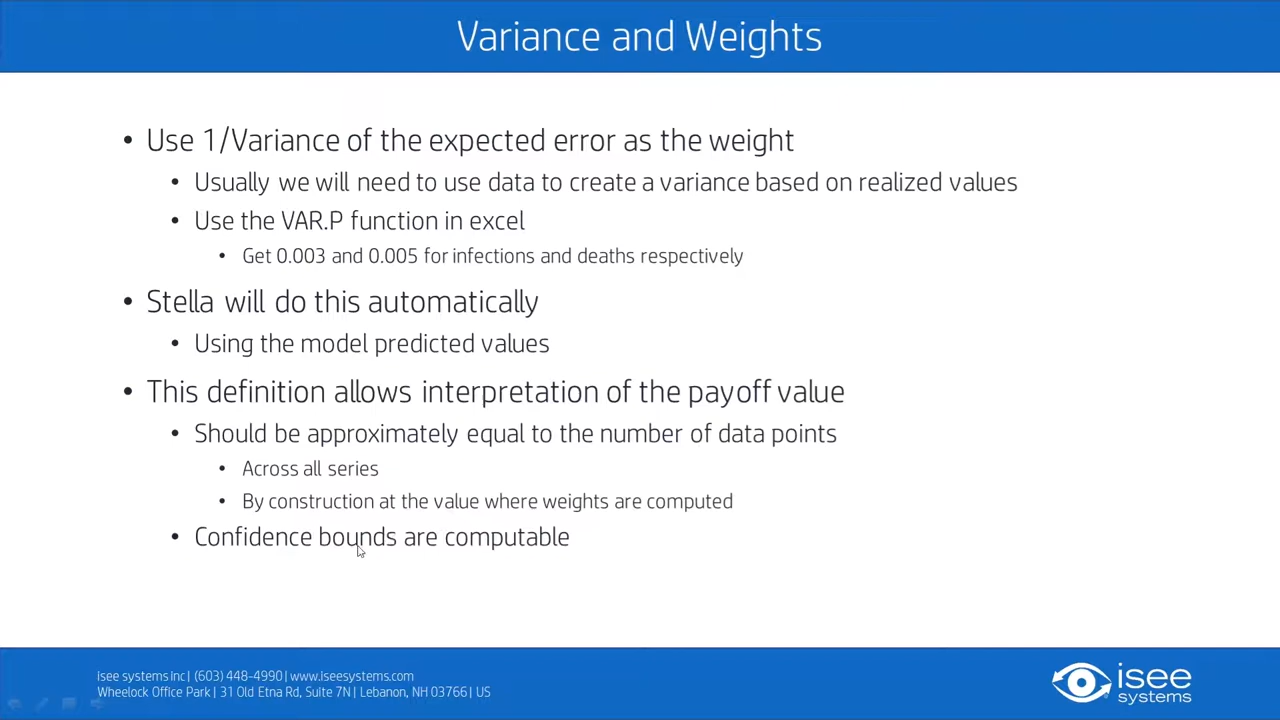 Variance and Weights
• Use 1/Variance of the expected error as the weight
• Usually we will need to use data to create a variance based on realized values
• Use the VAR.P function in excel
• Get 0.003 and 0.005 for infections and deaths respectively
• Stella will do this automatically
• Using the model predicted values
• This definition allows interpretation of the payoff value
• Should be approximately equal to the number of data points
• Across all series
• By construction at the value where weights are computed
• Confidence bounds are computable
isee systems Inc | (603) 448-4990 | www.iseesystems.com
Wheelock Office Park | 31 Old Etna Rd, Suite 7N | Lebanon, NH 03766 | US
isee
systems